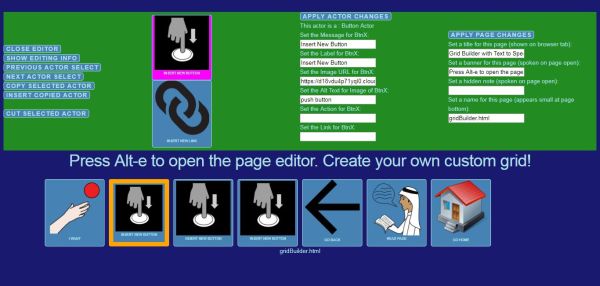 CLOSE EDITOR
SHOW EDITING INFO
PREVIOUS ACTOR SELECT
NEXT ACTOR SELECT
COPY SELECTED ACTOR
INSERT COPIED ACTOR
CUT SELECTED ACTOR
INSERT NEW BUTTON
INSERT NEW LINK
APPLY ACTOR CHANGES
This actor is a : Button Actor
Set the Message for BtnX:
Insert New Button
Set the Label for BtnX:
Insert New Button
Set the Image URL for BtnX:
Set the Alt Text for Image of BtnX:
push button
Set the Action for BtnX:
Set the Link for BtnX:
APPLY PAGE CHANGES
Set a title for this page (shown on browser tab):
Grid Builder with Text to Spe
Set a banner for this page (spoken on page open):
Press Alt-e to open the page
Set a hidden note (spoken on page open):
Set a name for this page (appears small at page
bottom):
gridBuilder.html
Press Alt-e to open the page editor. Create your own custom grid!
I WANT
INSERT NEW BUTTON
INSERT NEW BUTTON
INSERT NEW BUTTON
GO BACK
READ PAGE
GO HOME
gridBuilder.html